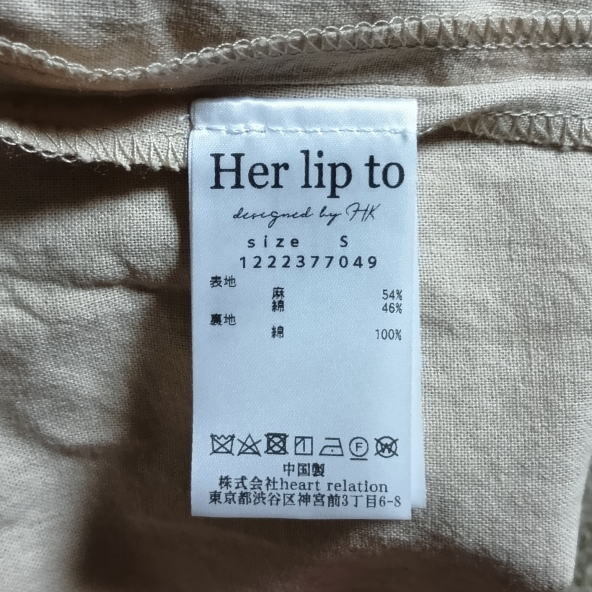 Her lip to
designed by HK
size S
1222377049
表地
麻 54%
綿 46%
裏地
綿 100%
中国製
株式会社heart relation
東京都渋谷区神宮前3丁目6-8